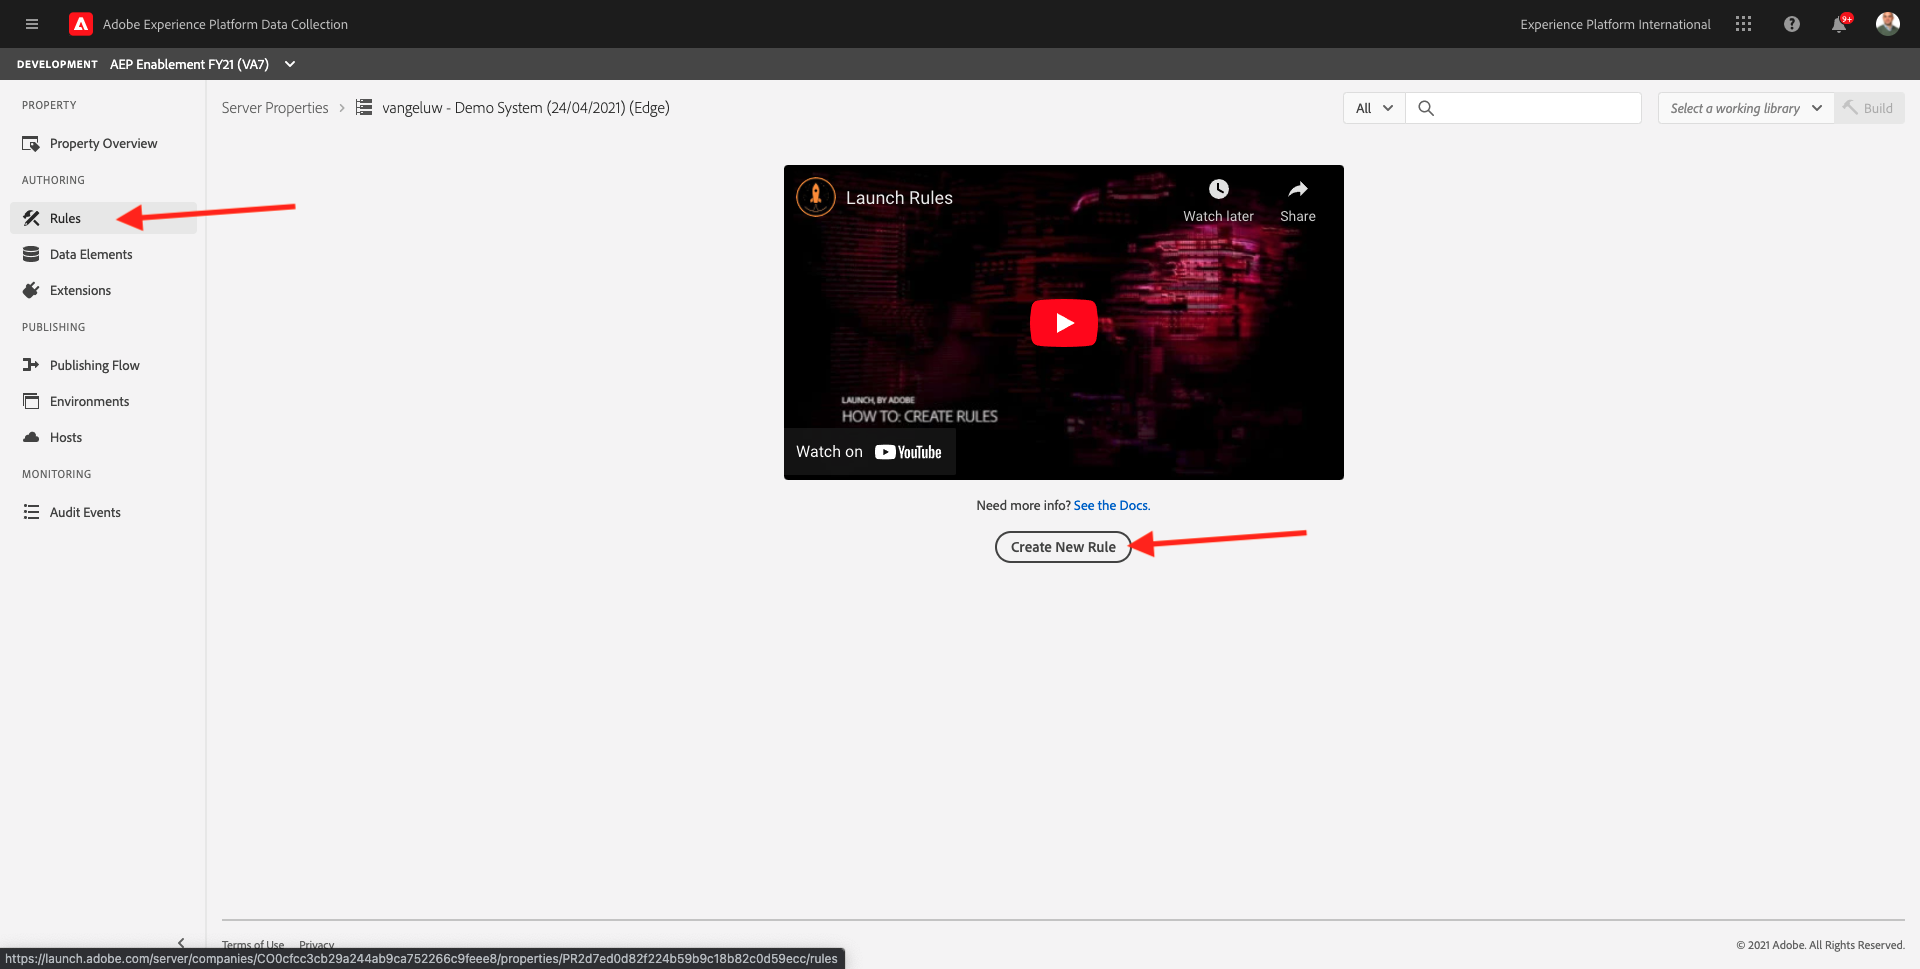 Adobe Experience Platform Data Collection
Experience Platform International
9+
DEVELOPMENT AEP Enablement FY21 (VA7)
PROPERTY
Property Overview
AUTHORING
Rules
Data Elements
Extensions
PUBLISHING
Publishing Flow
Environments
Hosts
MONITORING
Audit Events
Server Properties > vangeluw - Demo System (24/04/2021) (Edge)
All
Select a working library
Build
Launch Rules
Watch later
Share
LAUNCH, BY ADOBE
HOW TO: CREATE RULES
Watch on YouTube
Need more info? See the Docs.
Create New Rule
Terms of Use Privacy
© 2021 Adobe. All Rights Reserved.
https://launch.adobe.com/server/companies/CO0cfcc3cb29a244ab9ca752266c9feee8/properties/PR2d7ed0d82f224b59b9c18b82c0d59ecc/rules